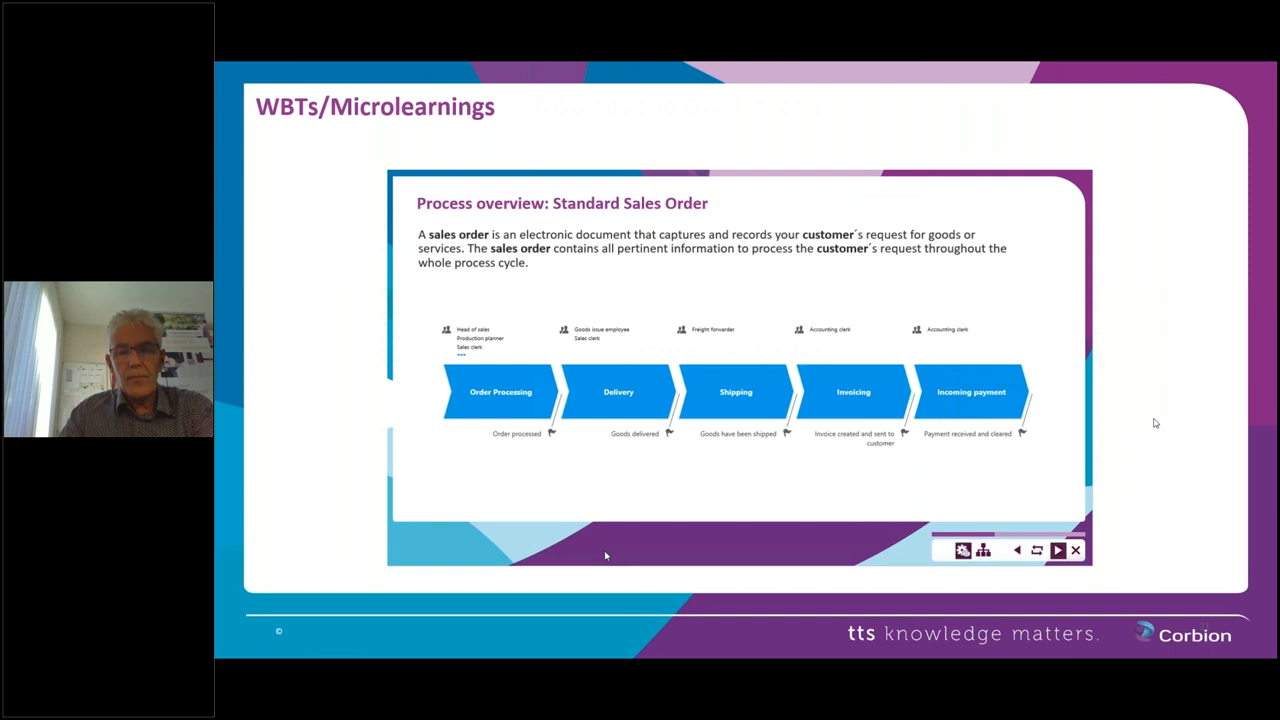 WBTs/Microlearnings
Process overview: Standard Sales Order
A sales order is an electronic document that captures and records your customer´s request for goods or
services. The sales order contains all pertinent information to process the customer´s request throughout the
whole process cycle.
Head of sales
Production planner
Sales clerk
Goods issue employee
Sales clerk
Freight forwarder
Accounting clerk
Accounting clerk
Order Processing
Delivery
Shipping
Invoicing
Incoming payment
Order processed
Goods delivered
Goods have been shipped
Invoice created and sent to
customer
Payment received and cleared
©
tts knowledge matters.
Corbion